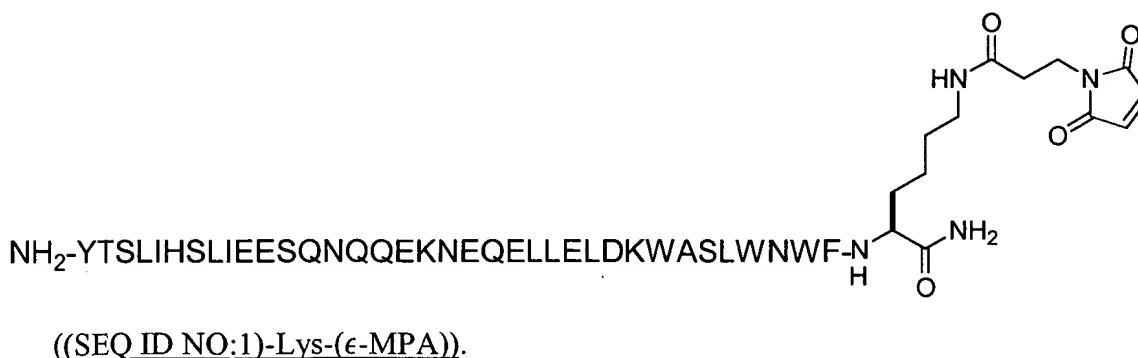 O
O
HN
N
O
NH₂-YTSLIHSLIEESQNQQEKNEQELLELDKWASLWNWF-N
H
NH₂
O
((SEQ ID NO:1)-Lys-(ϵ-MPA)).